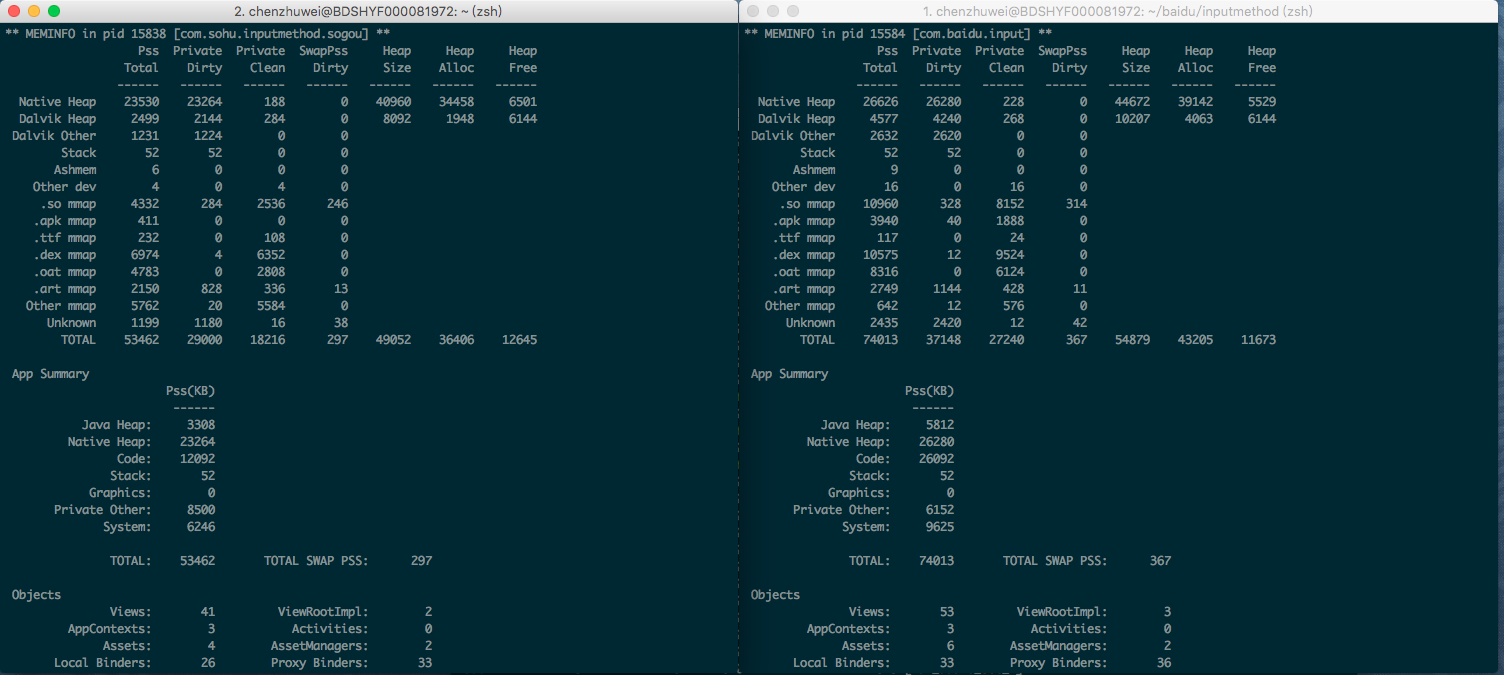 2. chenzhuwei@BDSHYF000081972: ~ (zsh)
** MEMINFO in pid 15838 [com.sohu.inputmethod.sogou] **
Pss Private Private SwapPss Heap Heap Heap
Total Dirty Clean Dirty Size Alloc Free
------ ------ ------ ------ ------ ------ ------
Native Heap 23530 23264 188 0 40960 34458 6501
Dalvik Heap 2499 2144 284 0 8092 1948 6144
Dalvik Other 1231 1224 0 0
Stack 52 52 0 0
Ashmem 6 0 0 0
Other dev 4 0 4 0
.so mmap 4332 284 2536 246
.apk mmap 411 0 0 0
.ttf mmap 232 0 108 0
.dex mmap 6974 4 6352 0
.oat mmap 4783 0 2808 0
.art mmap 2150 828 336 13
Other mmap 5762 20 5584 0
Unknown 1199 1180 16 38
TOTAL 53462 29000 18216 297 49052 36406 12645
App Summary
Pss(KB)
------
Java Heap: 3308
Native Heap: 23264
Code: 12092
Stack: 52
Graphics: 0
Private Other: 8500
System: 6246
TOTAL: 53462 TOTAL SWAP PSS: 297
Objects
Views: 41 ViewRootImpl: 2
AppContexts: 3 Activities: 0
Assets: 4 AssetManagers: 2
Local Binders: 26 Proxy Binders: 33
1. chenzhuwei@BDSHYF000081972: ~/baidu/inputmethod (zsh)
** MEMINFO in pid 15584 [com.baidu.input] **
Pss Private Private SwapPss Heap Heap Heap
Total Dirty Clean Dirty Size Alloc Free
------ ------ ------ ------ ------ ------ ------
Native Heap 26626 26280 228 0 44672 39142 5529
Dalvik Heap 4577 4240 268 0 10207 4063 6144
Dalvik Other 2632 2620 0 0
Stack 52 52 0 0
Ashmem 9 0 0 0
Other dev 16 0 16 0
.so mmap 10960 328 8152 314
.apk mmap 3940 40 1888 0
.ttf mmap 117 0 24 0
.dex mmap 10575 12 9524 0
.oat mmap 8316 0 6124 0
.art mmap 2749 1144 428 11
Other mmap 642 12 576 0
Unknown 2435 2420 12 42
TOTAL 74013 37148 27240 367 54879 43205 11673
App Summary
Pss(KB)
------
Java Heap: 5812
Native Heap: 26280
Code: 26092
Stack: 52
Graphics: 0
Private Other: 6152
System: 9625
TOTAL: 74013 TOTAL SWAP PSS: 367
Objects
Views: 53 ViewRootImpl: 3
AppContexts: 3 Activities: 0
Assets: 6 AssetManagers: 2
Local Binders: 33 Proxy Binders: 36